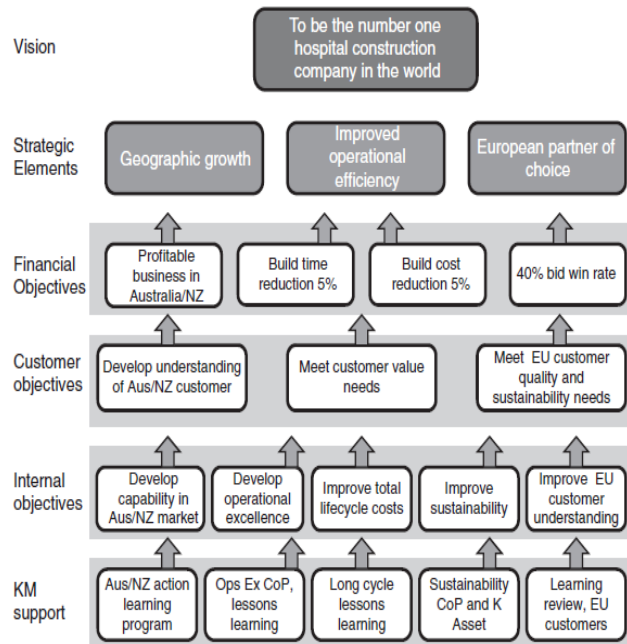 Vision
To be the number one
hospital construction
company in the world
Strategic
Elements
Geographic growth
Improved
operational
efficiency
European partner of
choice
Financial
Objectives
Profitable
business in
Australia/NZ
Build time
reduction 5%
Build cost
reduction 5%
40% bid win rate
Customer
objectives
Develop understanding
of Aus/NZ customer
Meet customer value
needs
Meet EU customer
quality and
sustainability needs
Internal
objectives
Develop
capability in
Aus/NZ market
Develop
operational
excellence
Improve total
lifecycle costs
Improve
sustainability
Improve EU
customer
understanding
KM
support
Aus/NZ action
learning
program
Ops Ex CoP,
lessons
learning
Long cycle
lessons
learning
Sustainability
CoP and K
Asset
Learning
review, EU
customers